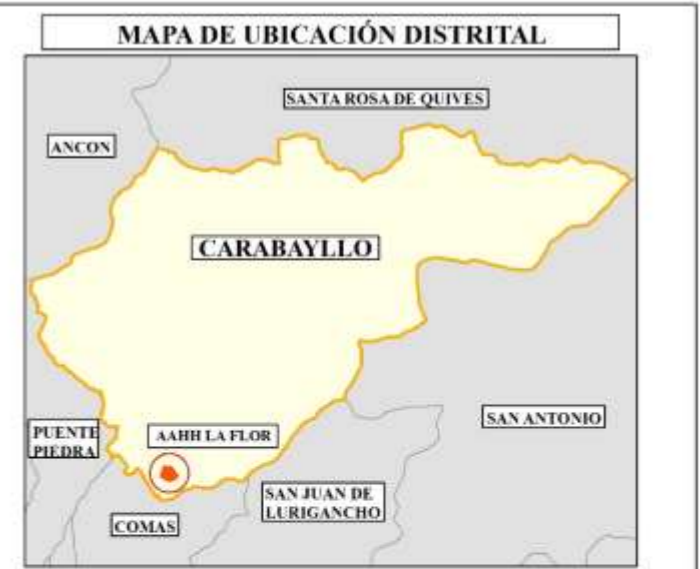 MAPA DE UBICACIÓN DISTRITAL
SANTA ROSA DE QUIVES
ANCON
CARABAYLLO
SAN ANTONIO
PUENTE
PIEDRA
AAHH LA FLOR
SAN JUAN DE
LURIGANCHO
COMAS